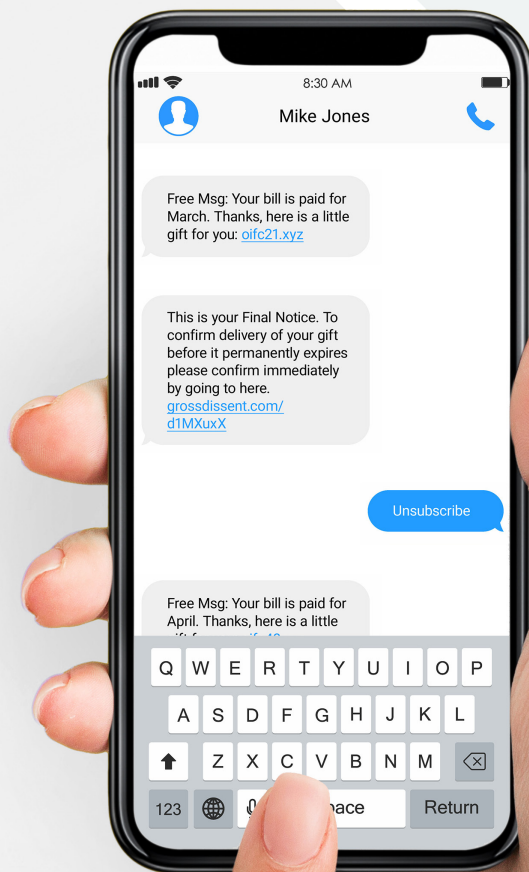 8:30 AM
Mike Jones
Free Msg: Your bill is paid for
March. Thanks, here is a little
gift for you: oifc21.xyz
This is your Final Notice. To
confirm delivery of your gift
before it permanently expires
please confirm immediately
by going to here.
grossdissent.com/
d1MXuxX
Unsubscribe
Free Msg: Your bill is paid for
April. Thanks, here is a little
Q W E R T Y U I O P
A S D F G H J K L
Z X C V B N M
123 Return